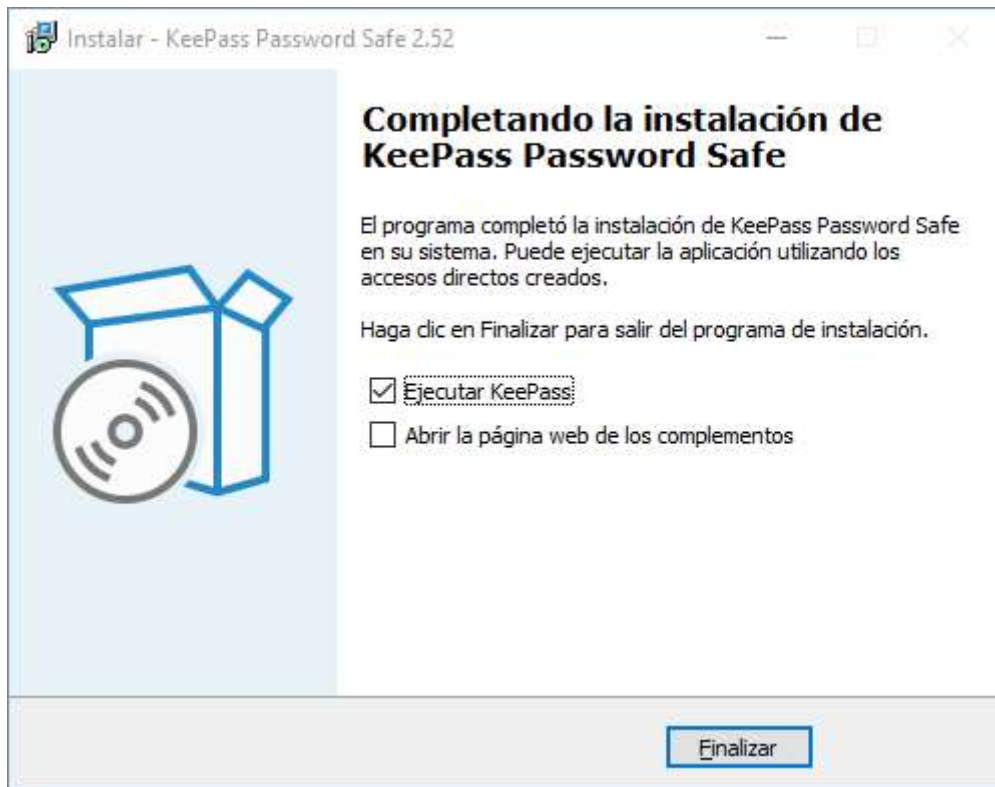 Instalar - KeePass Password Safe 2.52
Completando la instalación de
KeePass Password Safe
El programa completó la instalación de KeePass Password Safe
en su sistema. Puede ejecutar la aplicación utilizando los
accesos directos creados.
Haga clic en Finalizar para salir del programa de instalación.
Ejecutar KeePass
Abrir la página web de los complementos
Finalizar